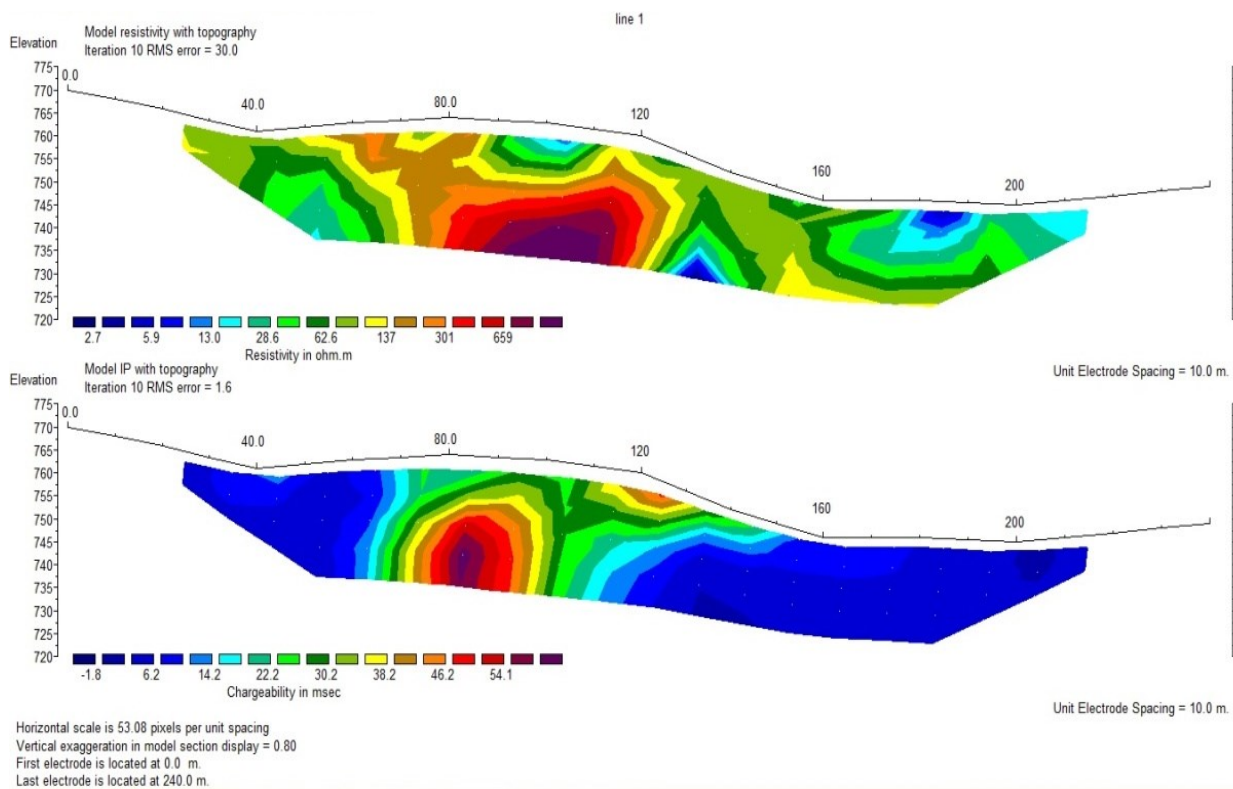 line 1
Model resistivity with topography
Elevation Iteration 10 RMS error = 30.0
775
770
765
760
755
750
745
740
735
730
725
720
0.0 40.0 80.0 120 160 200
2.7 5.9 13.0 28.6 62.6 137 301 659
Resistivity in ohm.m
Unit Electrode Spacing = 10.0 m.
Model IP with topography
Elevation Iteration 10 RMS error = 1.6
775
770
765
760
755
750
745
740
735
730
725
720
0.0 40.0 80.0 120 160 200
-1.8 6.2 14.2 22.2 30.2 38.2 46.2 54.1
Chargeability in msec
Unit Electrode Spacing = 10.0 m.
Horizontal scale is 53.08 pixels per unit spacing
Vertical exaggeration in model section display = 0.80
First electrode is located at 0.0 m.
Last electrode is located at 240.0 m.